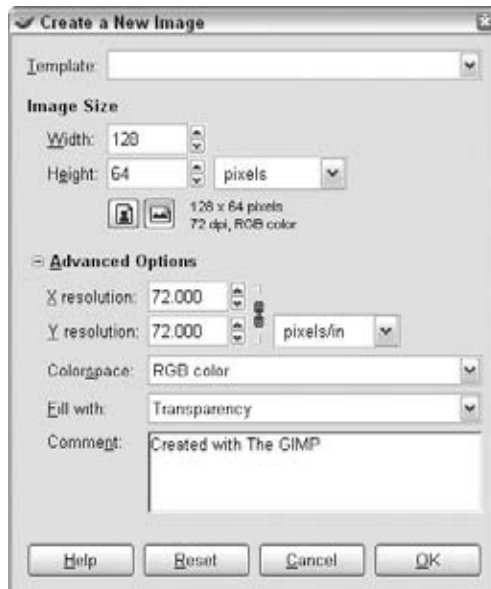 Create a New Image
Template:
Image Size
Width: 128
Height: 64 pixels
128 x 64 pixels
72 dpi, RGB color
Advanced Options
X resolution: 72.000
Y resolution: 72.000 pixels/in
Colorspace: RGB color
Fill with: Transparency
Comment: Created with The GIMP
Help Reset Cancel OK